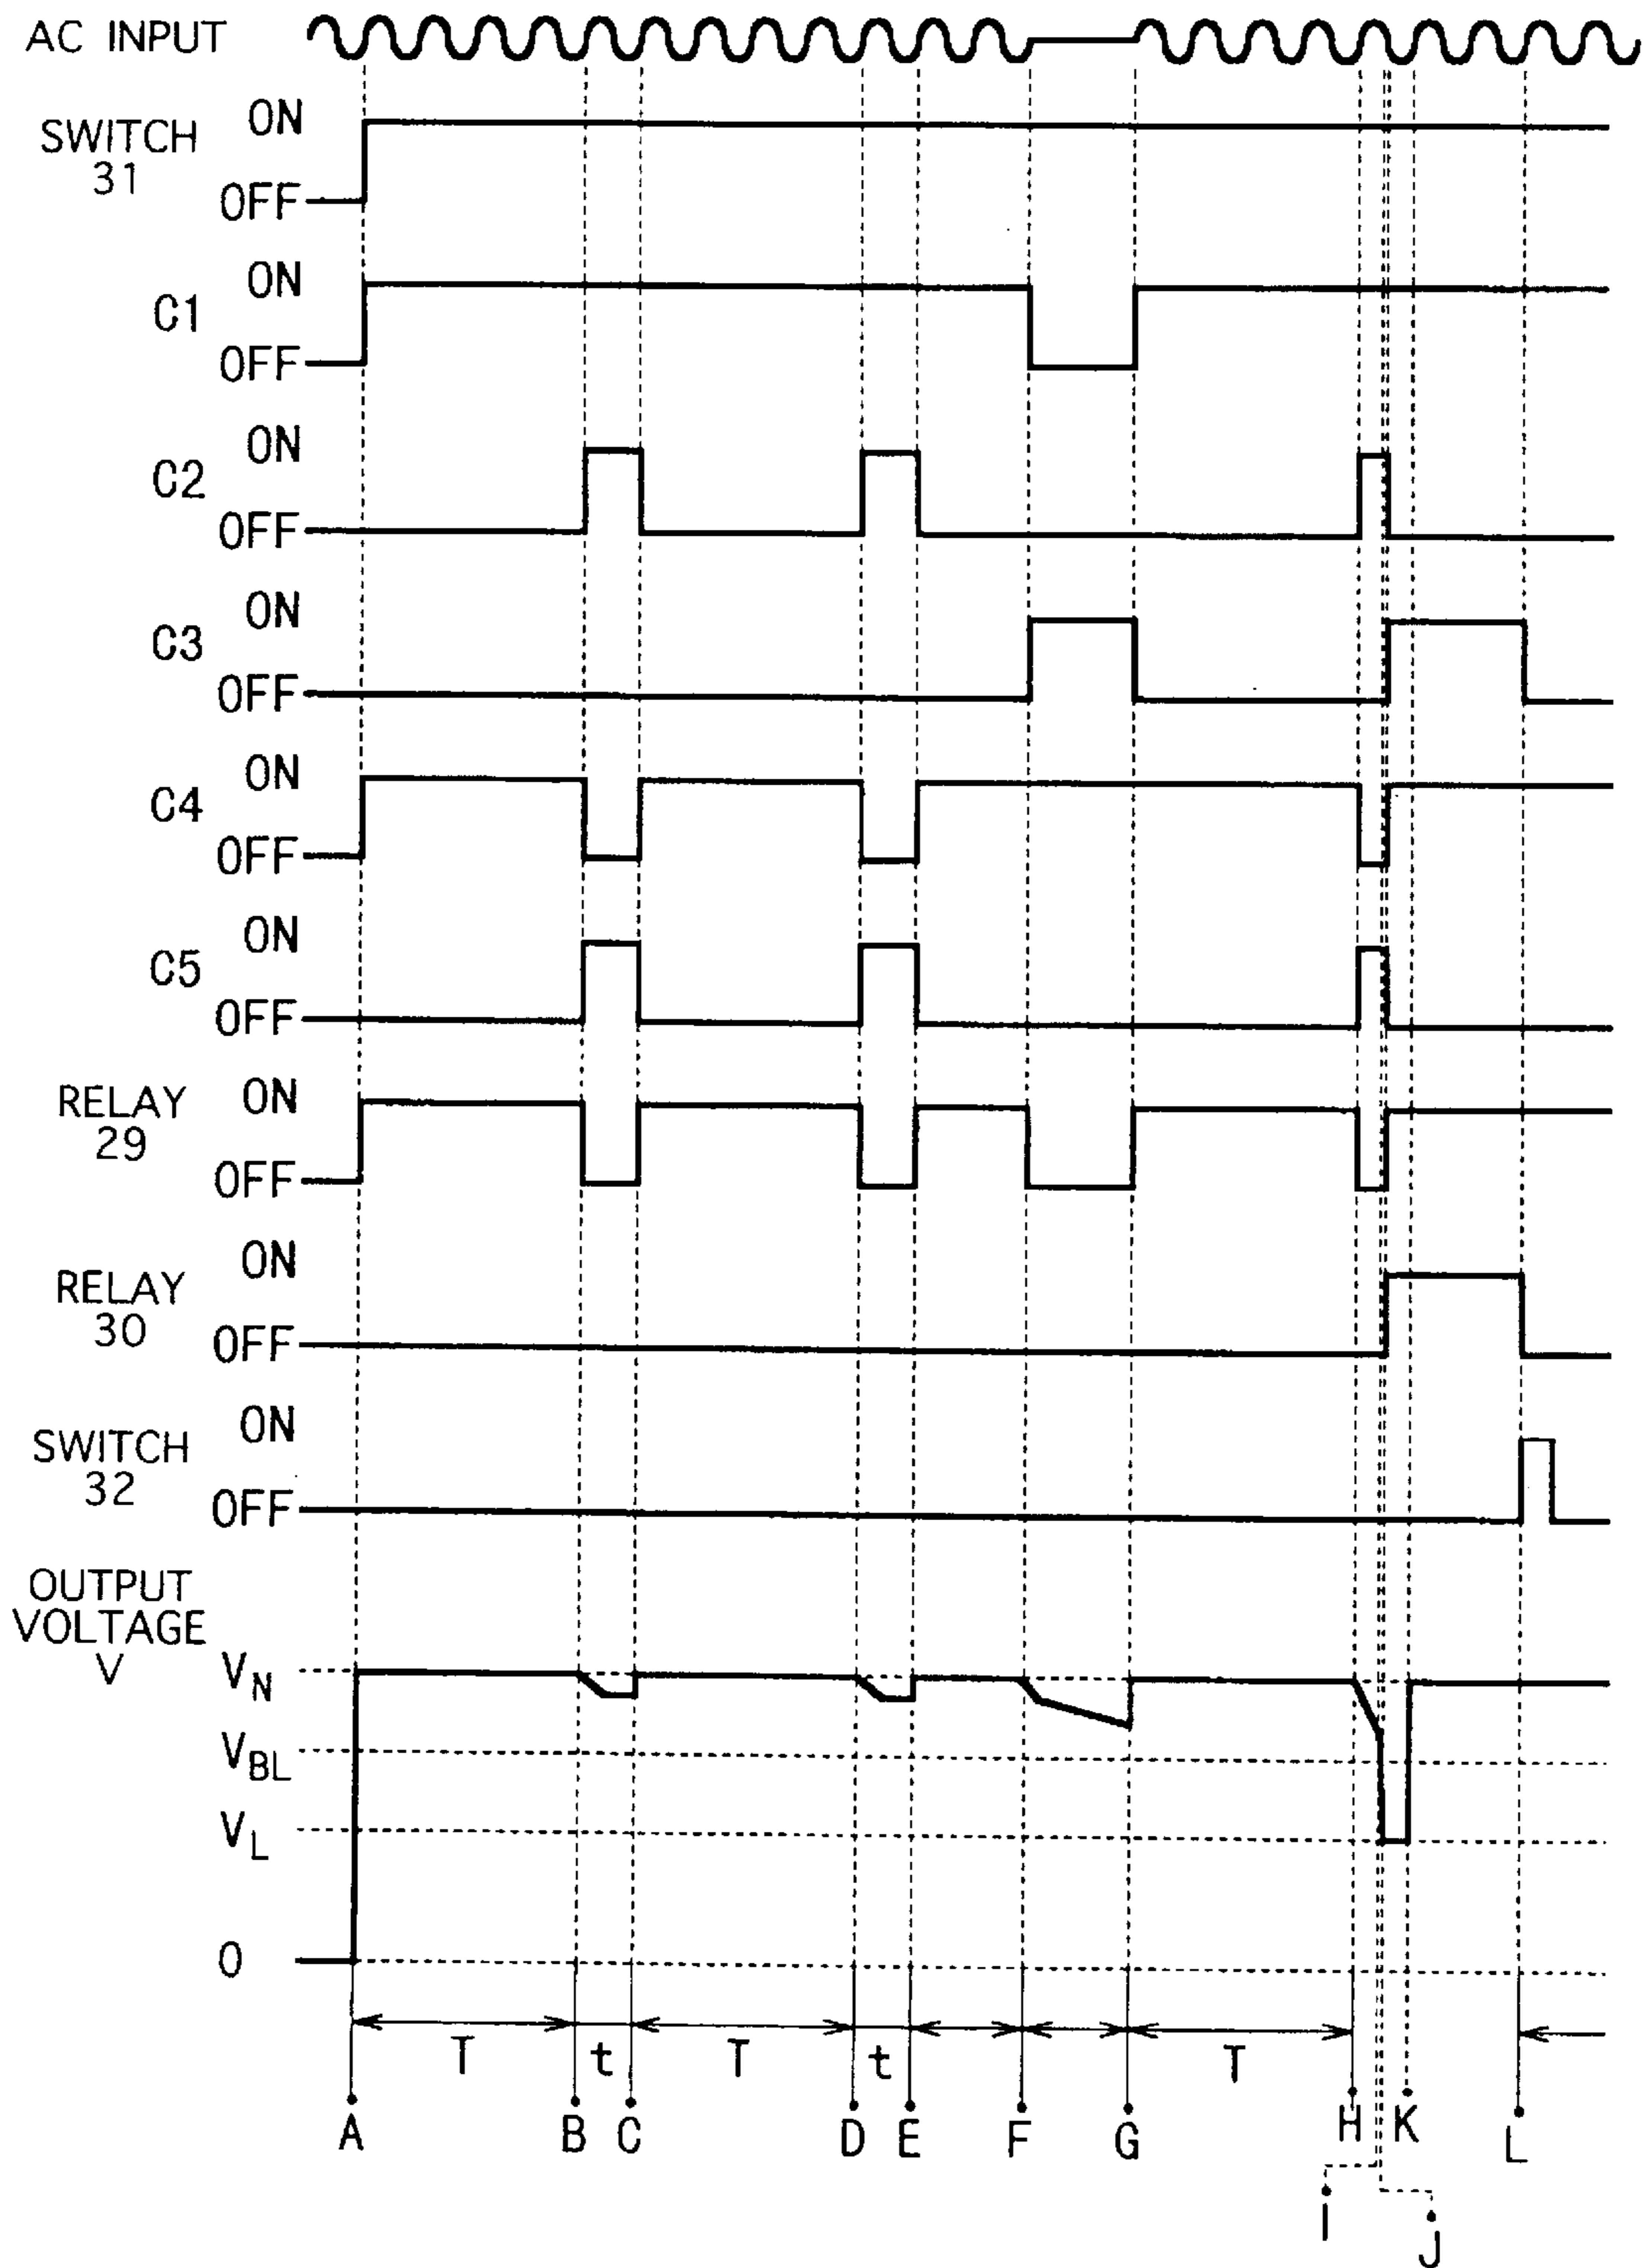 AC INPUT
SWITCH
31
ON
OFF
C1
ON
OFF
C2
ON
OFF
C3
ON
OFF
C4
ON
OFF
C5
ON
OFF
RELAY
29
ON
OFF
RELAY
30
ON
OFF
SWITCH
32
ON
OFF
OUTPUT
VOLTAGE
V
VN
VBL
VL
0
T t T t T
A B C D E F G H K L
I J